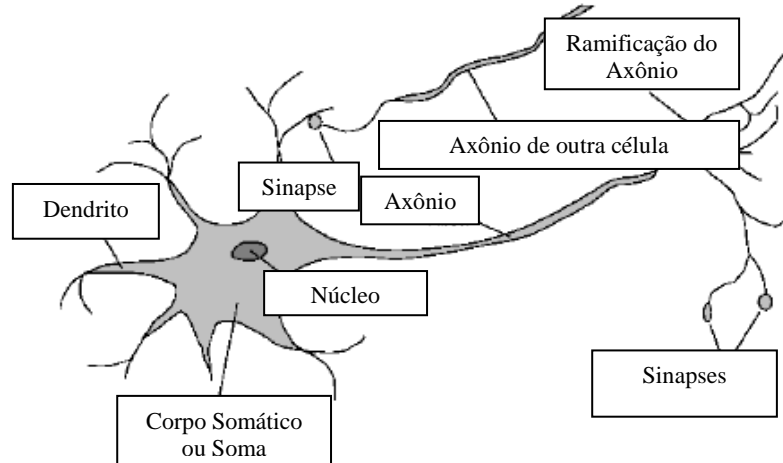 Ramificação do
Axônio
Axônio de outra célula
Sinapse
Axônio
Dendrito
Núcleo
Sinapses
Corpo Somático
ou Soma